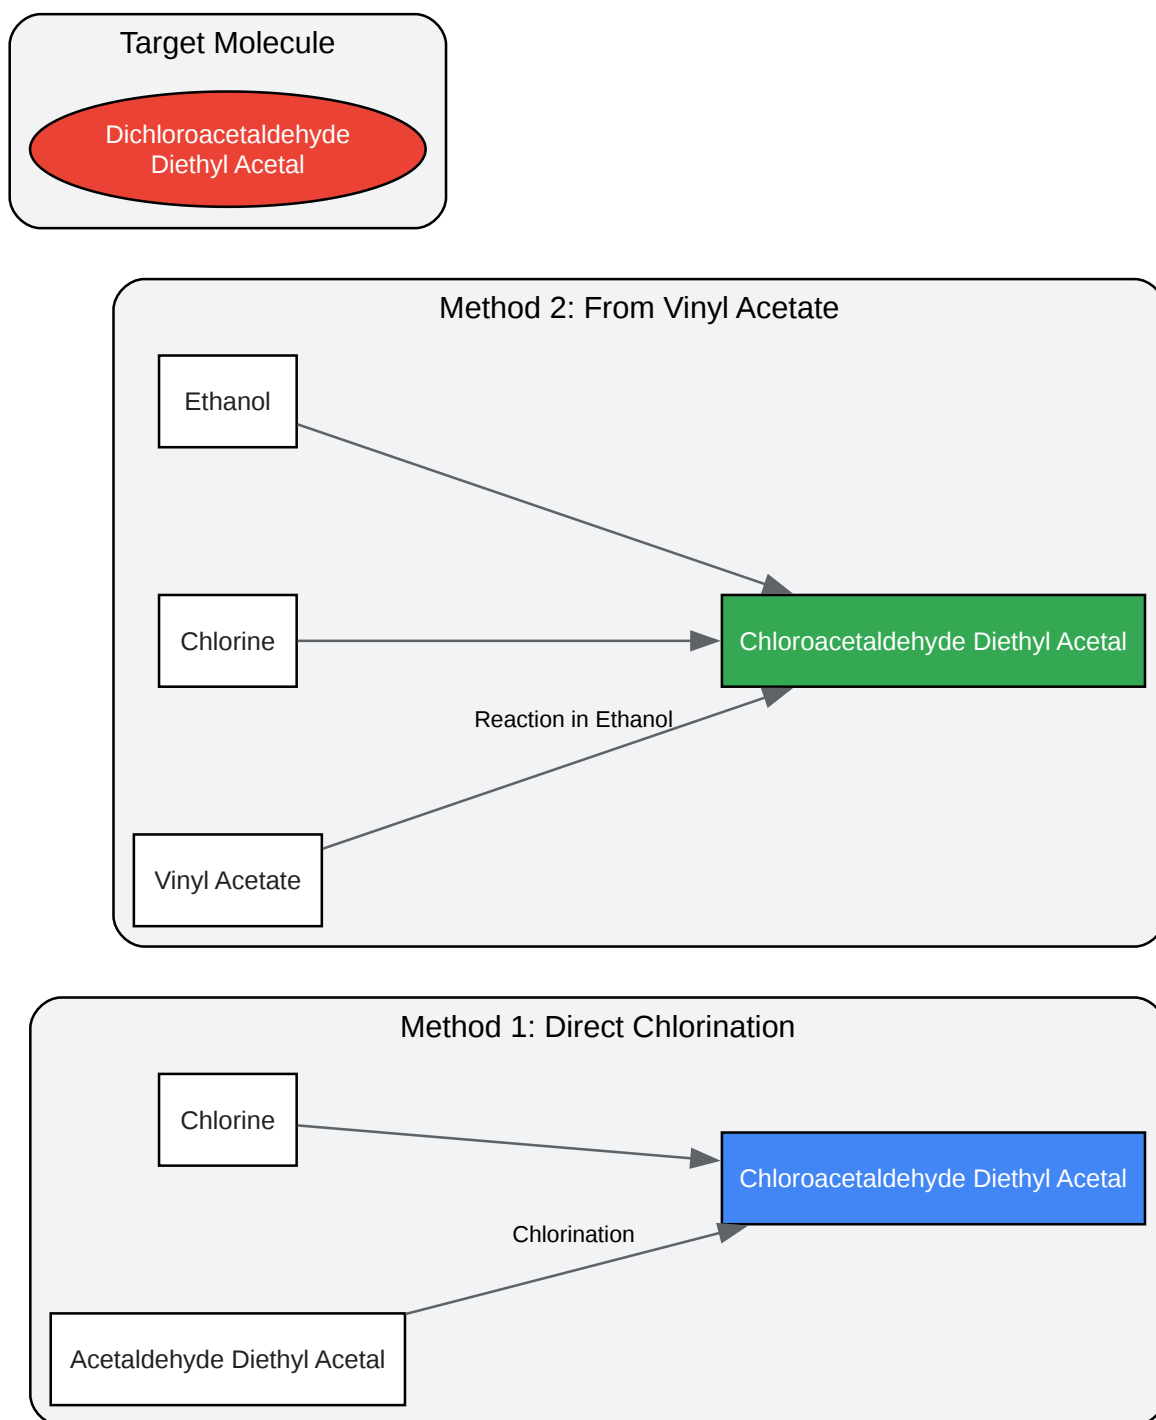 Target Molecule
Dichloroacetaldehyde
Diethyl Acetal
Method 2: From Vinyl Acetate
Ethanol
Chlorine
Chloroacetaldehyde Diethyl Acetal
Reaction in Ethanol
Vinyl Acetate
Method 1: Direct Chlorination
Chlorine
Chloroacetaldehyde Diethyl Acetal
Chlorination
Acetaldehyde Diethyl Acetal